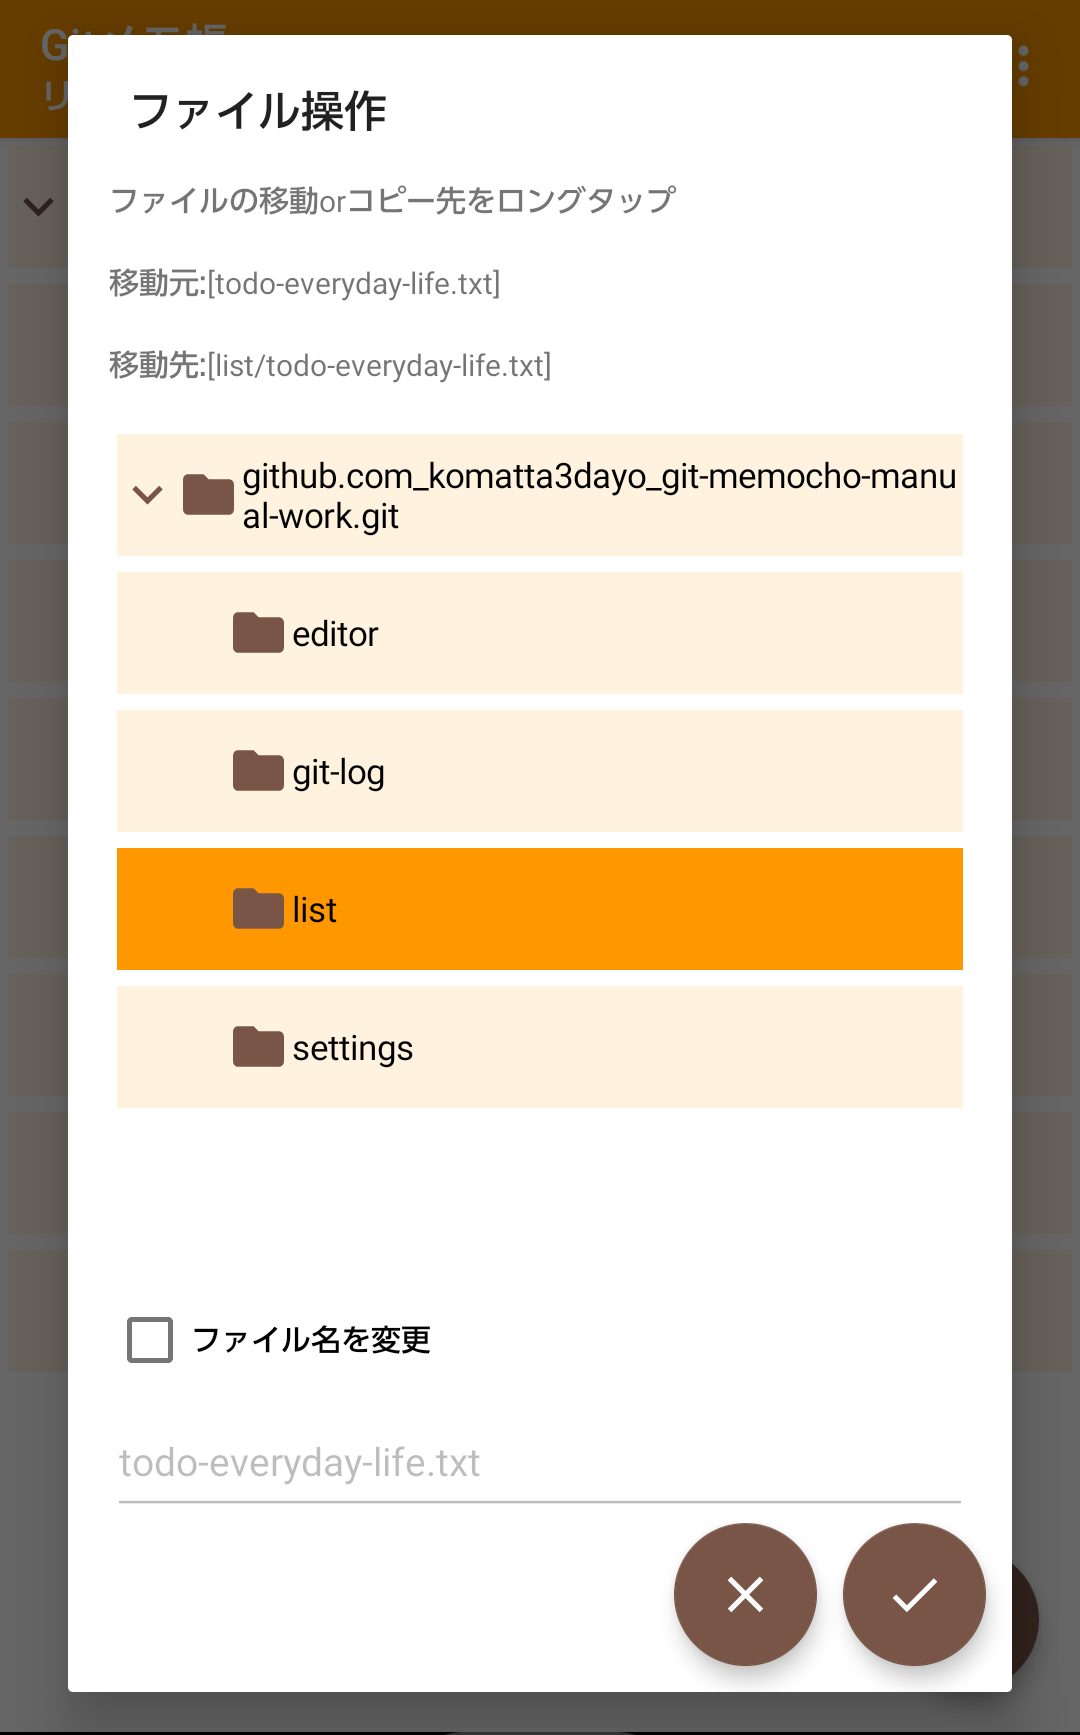 ファイル操作
ファイルの移動orコピー先をロングタップ
移動元:[todo-everyday-life.txt]
移動先:[list/todo-everyday-life.txt]
github.com_komatta3dayo_git-memocho-manu
al-work.git
editor
git-log
list
settings
ファイル名を変更
todo-everyday-life.txt